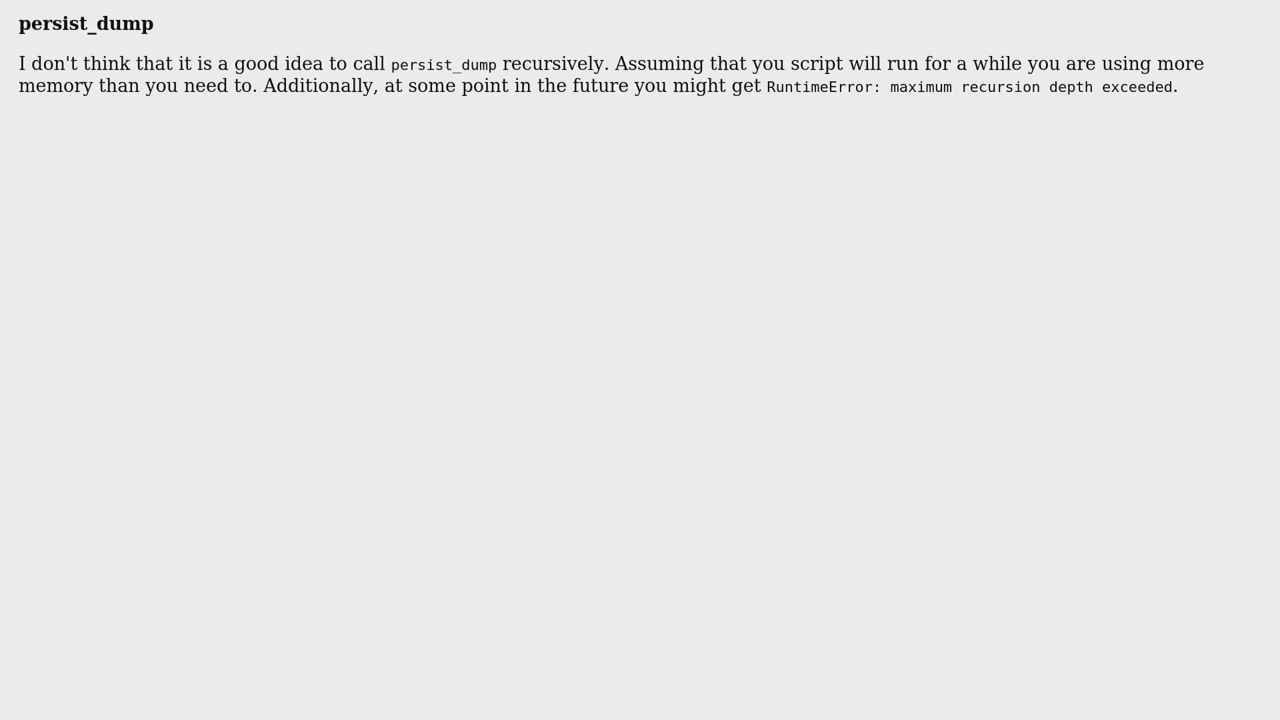 persist_dump
I don't think that it is a good idea to call persist_dump recursively. Assuming that you script will run for a while you are using more
memory than you need to. Additionally, at some point in the future you might get RuntimeError: maximum recursion depth exceeded.